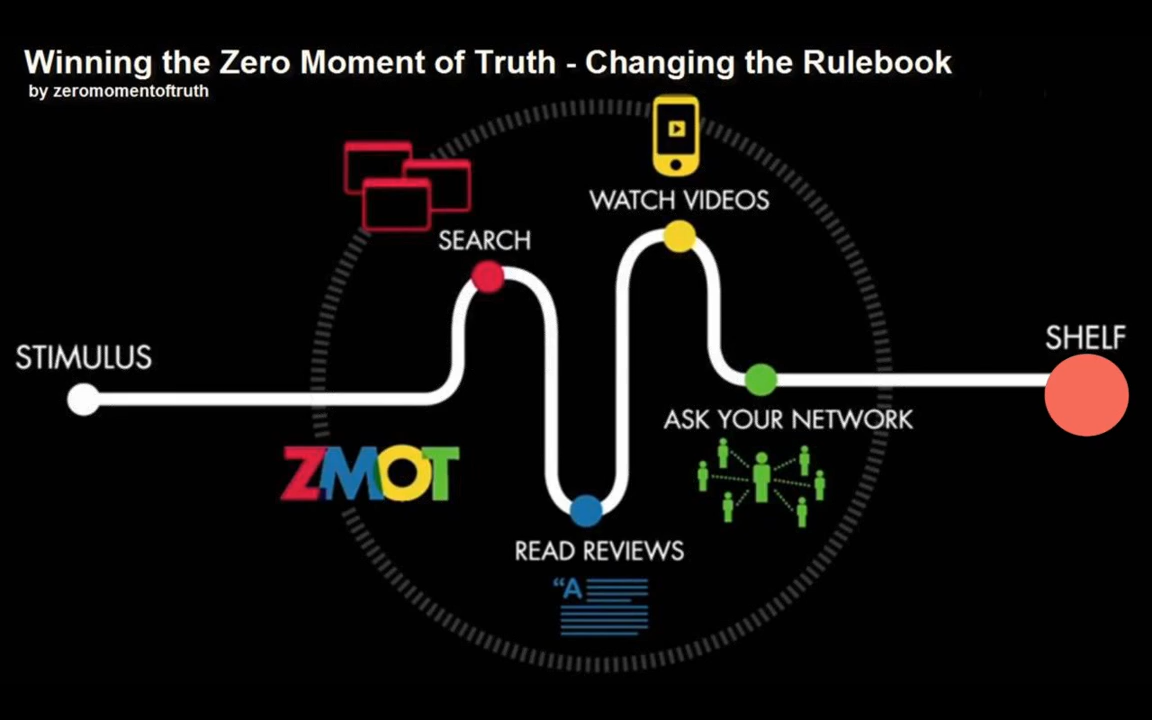 Winning the Zero Moment of Truth - Changing the Rulebook
by zeromomentoftruth
WATCH VIDEOS
SEARCH
STIMULUS
SHELF
ASK YOUR NETWORK
ZMOT
READ REVIEWS
“A